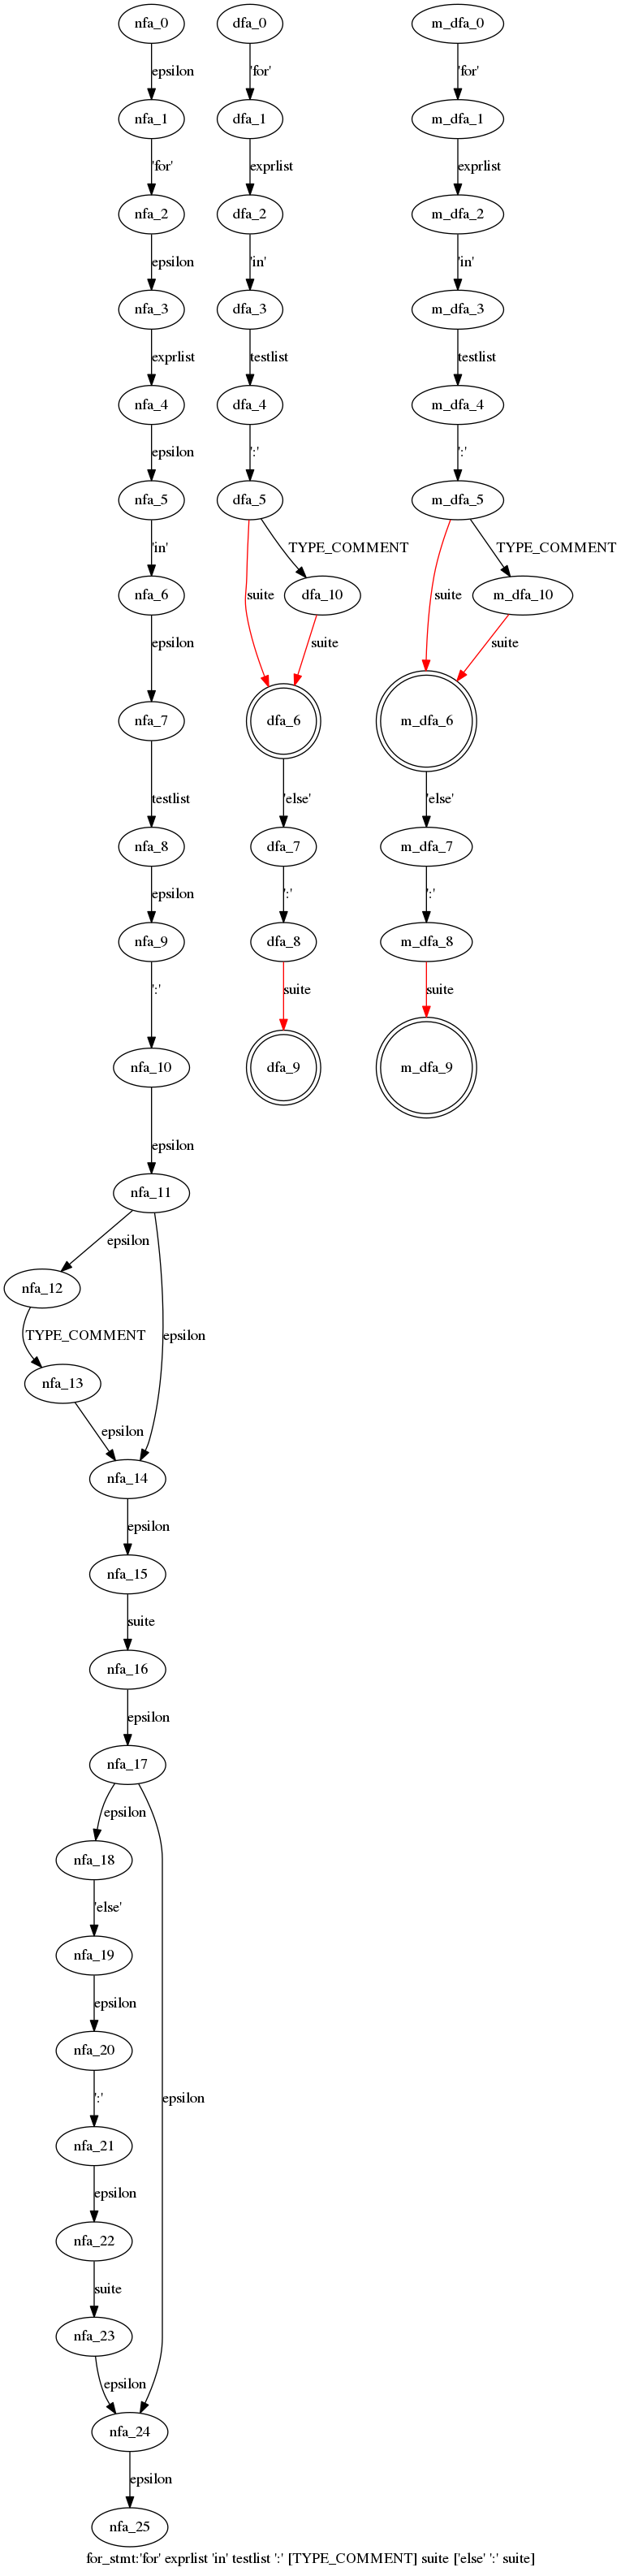 nfa_0 dfa_0 m_dfa_0
epsilon 'for' 'for'
nfa_1 dfa_1 m_dfa_1
'for' exprlist exprlist
nfa_2 dfa_2 m_dfa_2
epsilon 'in' 'in'
nfa_3 dfa_3 m_dfa_3
exprlist testlist testlist
nfa_4 dfa_4 m_dfa_4
epsilon ':' ':'
nfa_5 dfa_5 m_dfa_5
'in' TYPE_COMMENT TYPE_COMMENT
nfa_6 suite dfa_10 suite m_dfa_10
epsilon suite suite
nfa_7 dfa_6 m_dfa_6
testlist 'else' 'else'
nfa_8 dfa_7 m_dfa_7
epsilon ':' ':'
nfa_9 dfa_8 m_dfa_8
':' suite suite
nfa_10 dfa_9 m_dfa_9
epsilon
nfa_11
epsilon
nfa_12
TYPE_COMMENT epsilon
nfa_13
epsilon
nfa_14
epsilon
nfa_15
suite
nfa_16
epsilon
nfa_17
epsilon
nfa_18
'else'
nfa_19
epsilon
nfa_20
':' epsilon
nfa_21
epsilon
nfa_22
suite
nfa_23
epsilon
nfa_24
epsilon
nfa_25
for_stmt:'for' exprlist 'in' testlist ':' [TYPE_COMMENT] suite ['else' ':' suite]